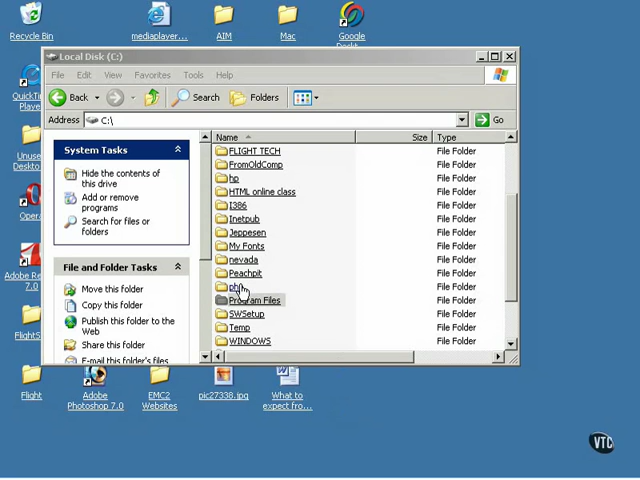 Recycle Bin
mediaplayer...
AIM
Mac
Google
Local Disk (C:)
File Edit View Favorites Tools Help
Back
Search
Folders
Address
C:\
Go
QuickTi
Player
Unuse
Opera
Adobe Re
7.0
System Tasks
Hide the contents of
this drive
Add or remove
programs
Search for files or
folders
File and Folder Tasks
Move this folder
Copy this folder
Publish this folder to the
Web
Share this folder
E-mail this folder's files
Name
Size
Type
FLIGHT TECH File Folder
FromOldComp File Folder
hp File Folder
HTML online class File Folder
I386 File Folder
Inetpub File Folder
Jeppesen File Folder
My Fonts File Folder
nevada File Folder
Peachpit File Folder
File Folder
Program Files File Folder
SWSetup File Folder
Temp File Folder
WINDOWS File Folder
Flight
Adobe
Photoshop 7.0
EMC2
Websites
pic27338.jpg
What to
expect fro...
VTC